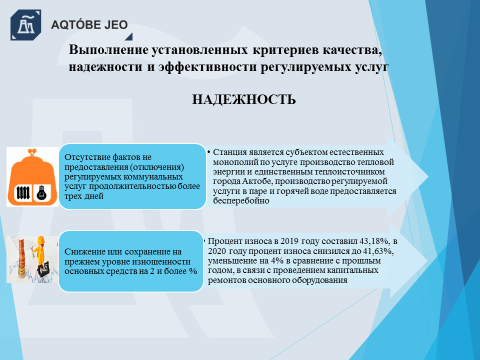 AQTÓBE JEO
Выполнение установленных критериев качества,
надежности и эффективности регулируемых услуг
НАДЕЖНОСТЬ
Отсутствие фактов не
предоставления (отключения)
регулируемых коммунальных
услуг продолжительностью более
трех дней
• Станция является субъектом естественных
монополий по услуге производство тепловой
энергии и единственным теплоисточником
города Актобе, производство регулируемой
услуги в паре и горячей воде предоставляется
бесперебойно
Снижение или сохранение на
прежнем уровне изношенности
основных средств на 2 и более %
• Процент износа в 2019 году составил 43,18%, в
2020 году процент износа снизился до 41,63%,
уменьшение на 4% в сравнение с прошлым
годом, в связи с проведением капитальных
ремонтов основного оборудования